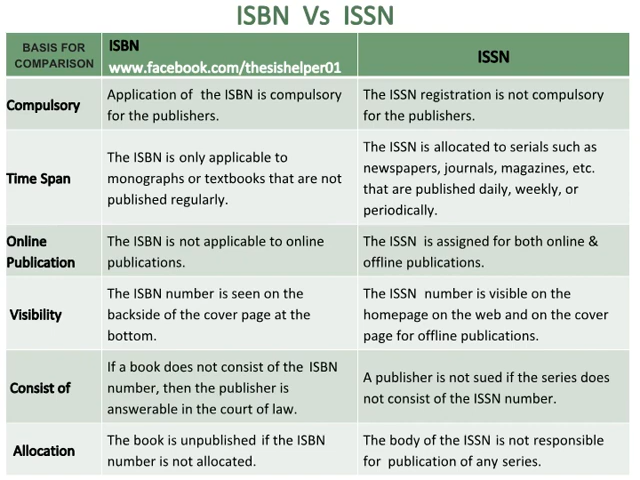 ISBN Vs ISSN
BASIS FOR
COMPARISON
ISBN
www.facebook.com/thesishelper01
ISSN
Compulsory
Application of the ISBN is compulsory
for the publishers.
The ISSN registration is not compulsory
for the publishers.
Time Span
The ISBN is only applicable to
monographs or textbooks that are not
published regularly.
The ISSN is allocated to serials such as
newspapers, journals, magazines, etc.
that are published daily, weekly, or
periodically.
Online
Publication
The ISBN is not applicable to online
publications.
The ISSN is assigned for both online &
offline publications.
Visibility
The ISBN number is seen on the
backside of the cover page at the
bottom.
The ISSN number is visible on the
homepage on the web and on the cover
page for offline publications.
Consist of
If a book does not consist of the ISBN
number, then the publisher is
answerable in the court of law.
A publisher is not sued if the series does
not consist of the ISSN number.
Allocation
The book is unpublished if the ISBN
number is not allocated.
The body of the ISSN is not responsible
for publication of any series.